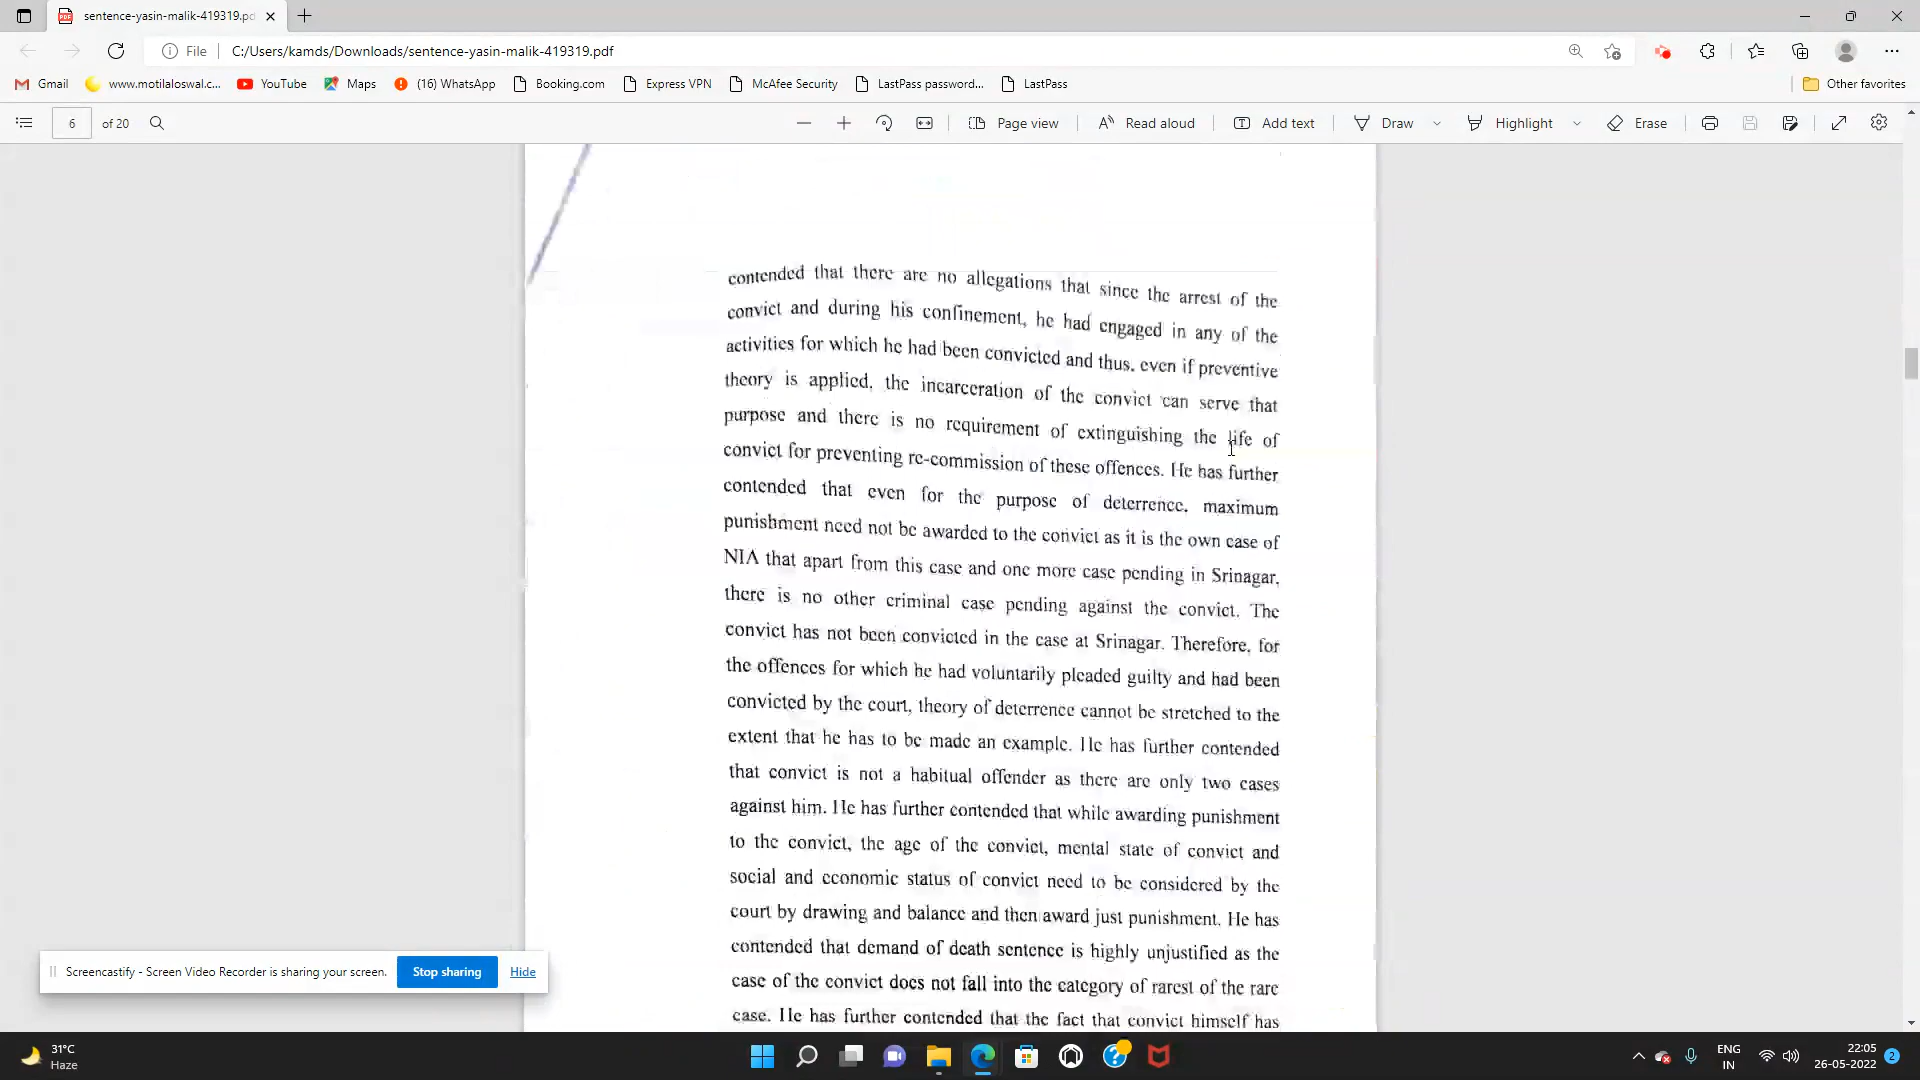 sentence-yasin-malik-419319.pd
File C:/Users/kamds/Downloads/sentence-yasin-malik-419319.pdf
Gmail www.motilaloswal.c... YouTube Maps (16) WhatsApp Booking.com Express VPN McAfee Security LastPass password... LastPass Other favorites
6 of 20 Page view Read aloud Add text Draw Highlight Erase
contended that there are no allegations that since the arrest of the
convict and during his confinement, he had engaged in any of the
activities for which he had been convicted and thus, even if preventive
theory is applied, the incarceration of the convict can serve that
purpose and there is no requirement of extinguishing the life of
convict for preventing re-commission of these offences. He has further
contended that even for the purpose of deterrence, maximum
punishment need not be awarded to the convict as it is the own case of
NIA that apart from this case and one more case pending in Srinagar,
there is no other criminal case pending against the convict. The
convict has not been convicted in the case at Srinagar. Therefore, for
the offences for which he had voluntarily pleaded guilty and had been
convicted by the court, theory of deterrence cannot be stretched to the
extent that he has to be made an example. He has further contended
that convict is not a habitual offender as there are only two cases
against him. He has further contended that while awarding punishment
to the convict, the age of the convict, mental state of convict and
social and economic status of convict need to be considered by the
court by drawing and balance and then award just punishment. He has
contended that demand of death sentence is highly unjustified as the
case of the convict does not fall into the category of rarest of the rare
case. He has further contended that the fact that convict himself has
Screencastify - Screen Video Recorder is sharing your screen. Stop sharing Hide
31°C
Haze
ENG
IN
22:05
26-05-2022
2